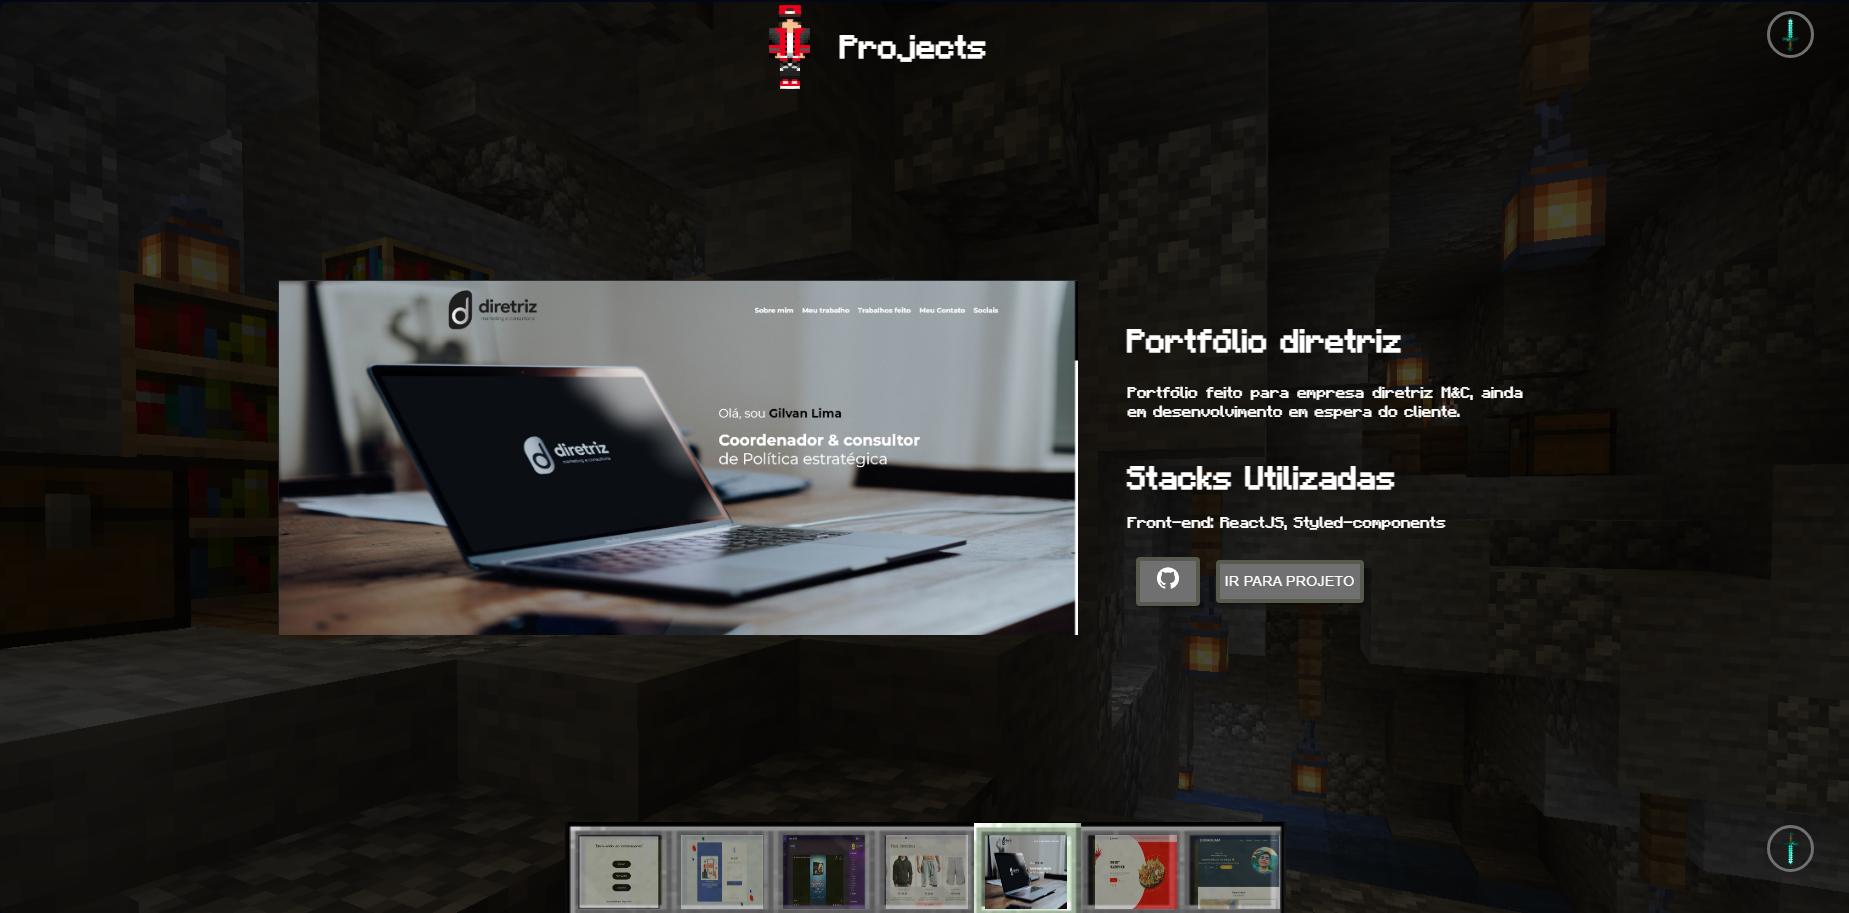 Projects
diretriz
marketing e consultoria
Sobre mim Meu trabalho Trabalhos feito Meu Contato Sociais
Olá, sou Gilvan Lima
Coordenador & consultor
de Política estratégica
diretriz
Portfólio diretriz
Portfólio feito para empresa diretriz M&C, ainda
em desenvolvimento em espera do cliente.
Stacks Utilizadas
Front-end: ReactJS, Styled-components
IR PARA PROJETO